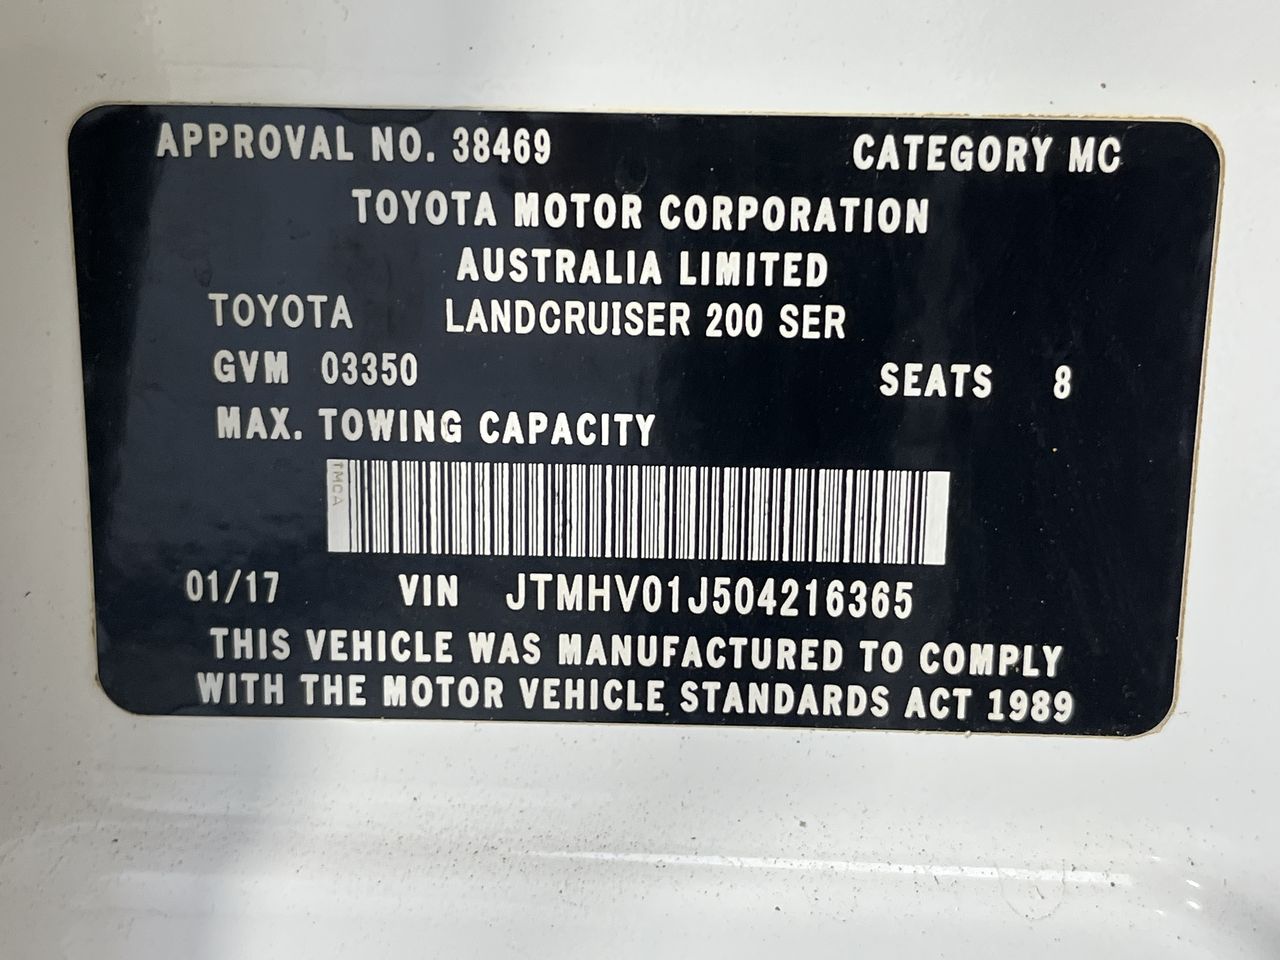 APPROVAL NO. 38469 CATEGORY MC
TOYOTA MOTOR CORPORATION
AUSTRALIA LIMITED
TOYOTA LANDCRUISER 200 SER
GVM 03350 SEATS 8
MAX. TOWING CAPACITY
TMCA
01/17 VIN JTMHV01J504216365
THIS VEHICLE WAS MANUFACTURED TO COMPLY
WITH THE MOTOR VEHICLE STANDARDS ACT 1989